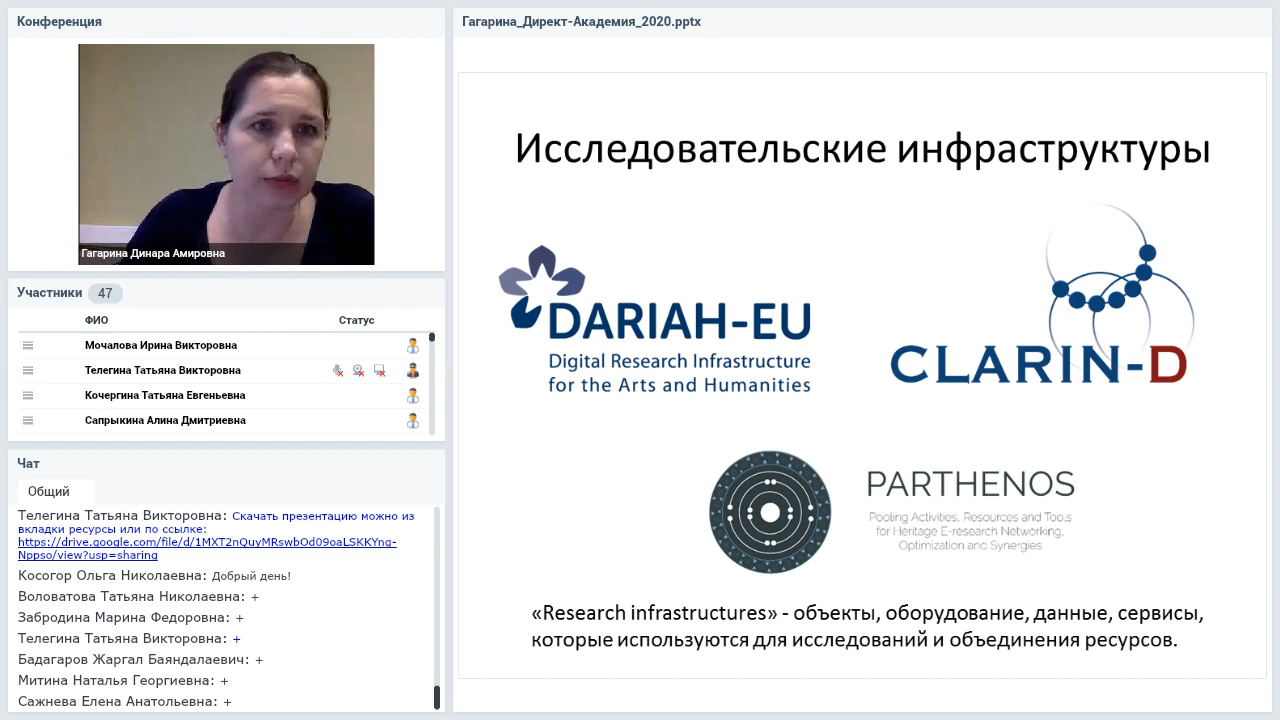 Конференция
Гагарина Динара Амировна
Участники 47
ФИО Статус
Мочалова Ирина Викторовна
Телегина Татьяна Викторовна
Кочергина Татьяна Евгеньевна
Сапрыкина Алина Дмитриевна
Чат
Общий
Телегина Татьяна Викторовна: Скачать презентацию можно из
вкладки ресурсы или по ссылке:
https://drive.google.com/file/d/1MXT2nQuvMRswbOd09oaLSKKYng-
Nppso/view?usp=sharing
Косогор Ольга Николаевна: Добрый день!
Воловатова Татьяна Николаевна: +
Забродина Марина Федоровна: +
Телегина Татьяна Викторовна: +
Бадагаров Жаргал Баяндалаевич: +
Митина Наталья Георгиевна: +
Сажнева Елена Анатольевна: +
Гагарина_Директ-Академия_2020.pptx
Исследовательские инфраструктуры
DARIAH-EU
Digital Research Infrastructure
for the Arts and Humanities
CLARIN-D
PARTHENOS
Pooling Activities, Resources and Tools
for Heritage E-research Networking,
Optimization and Synergies
«Research infrastructures» - объекты, оборудование, данные, сервисы,
которые используются для исследований и объединения ресурсов.